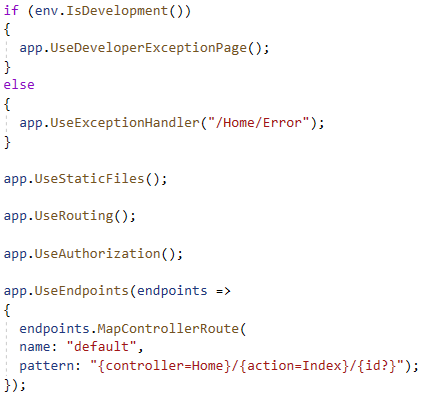 if (env.IsDevelopment())
{
  app.UseDeveloperExceptionPage();
}
else
{
  app.UseExceptionHandler("/Home/Error");
}

app.UseStaticFiles();

app.UseRouting();

app.UseAuthorization();

app.UseEndpoints(endpoints =>
{
  endpoints.MapControllerRoute(
  name: "default",
  pattern: "{controller=Home}/{action=Index}/{id?}");
});